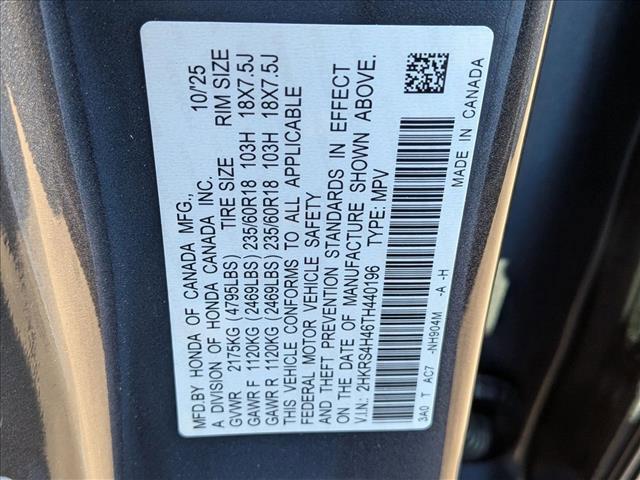 MFD.BY HONDA OF CANADA MFG., 10/'25
A DIVISION OF HONDA CANADA INC.
GVWR 2175KG (4795LBS) TIRE SIZE RIM SIZE
GAWR F 1120KG (2469LBS) 235/60R18 103H 18X7.5J
GAWR R 1120KG (2469LBS) 235/60R18 103H 18X7.5J
THIS VEHICLE CONFORMS TO ALL APPLICABLE
FEDERAL MOTOR VEHICLE SAFETY
AND THEFT PREVENTION STANDARDS IN EFFECT
ON THE DATE OF MANUFACTURE SHOWN ABOVE.
V.I.N.: 2HKRS4H46TH440196 TYPE: MPV
3A0 T AC7 -NH904M -A -H MADE IN CANADA